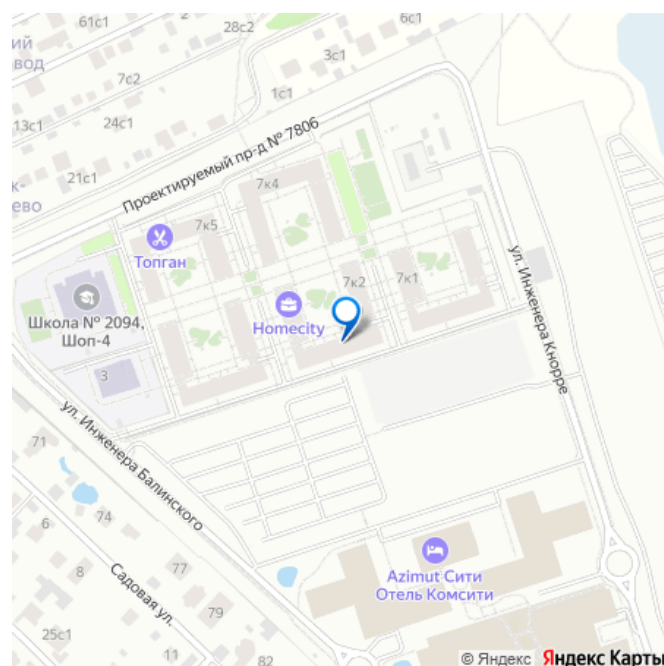 61с2
28с2
6с1
ий
вод
3с1
7с2
1с1
13с1
24с1
Проектируемый пр-д № 7806
21с1
к-
ево
7к4
7к5
Топган
7к2
7к1
ул. Инженера Кнорре
Школа № 2094,
Шоп-4
Homecity
3
ул. Инженера Балинского
71
74
6
8
77
Садовая ул.
79
Azimut Сити
Отель Комсити
25с1
11
82
© Яндекс Яндекс Карты